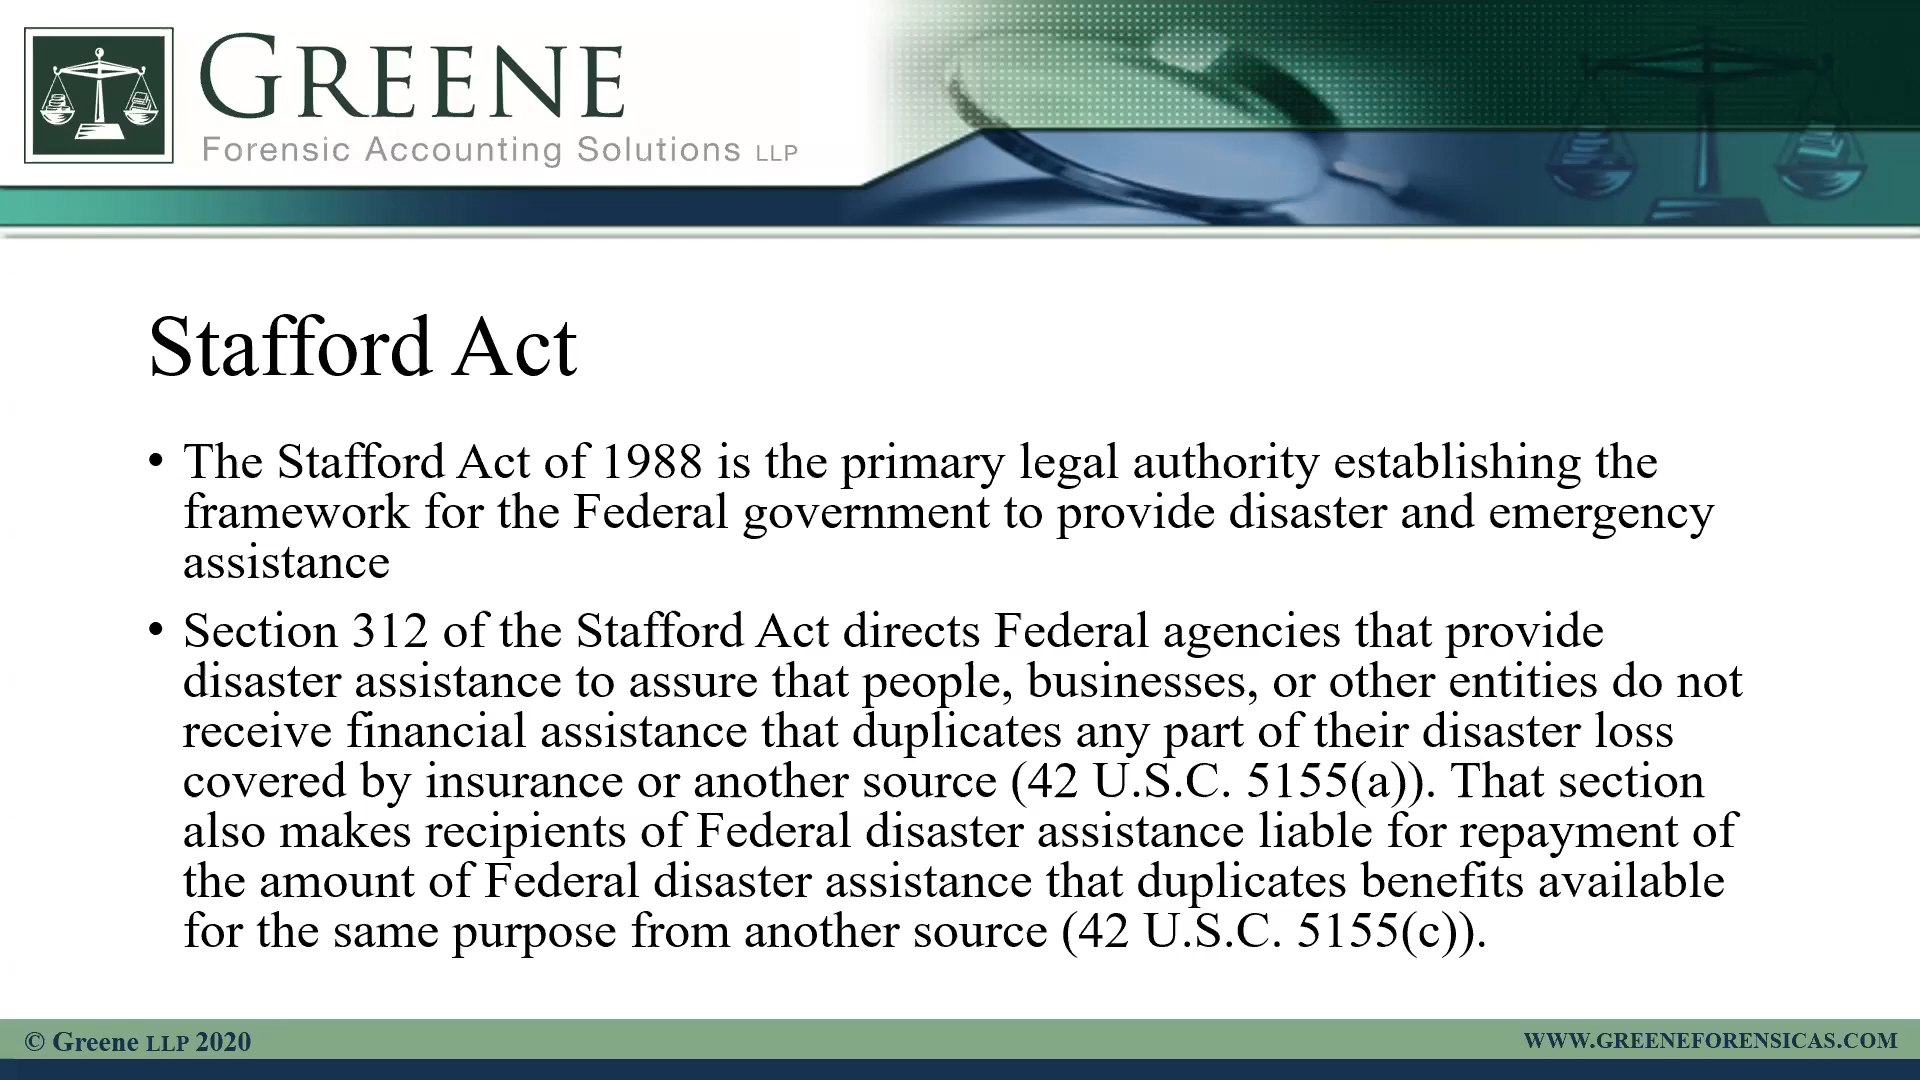 GREENE
Forensic Accounting Solutions LLP
Stafford Act
• The Stafford Act of 1988 is the primary legal authority establishing the
framework for the Federal government to provide disaster and emergency
assistance
• Section 312 of the Stafford Act directs Federal agencies that provide
disaster assistance to assure that people, businesses, or other entities do not
receive financial assistance that duplicates any part of their disaster loss
covered by insurance or another source (42 U.S.C. 5155(a)). That section
also makes recipients of Federal disaster assistance liable for repayment of
the amount of Federal disaster assistance that duplicates benefits available
for the same purpose from another source (42 U.S.C. 5155(c)).
© Greene LLP 2020
WWW.GREENEFORENSICAS.COM